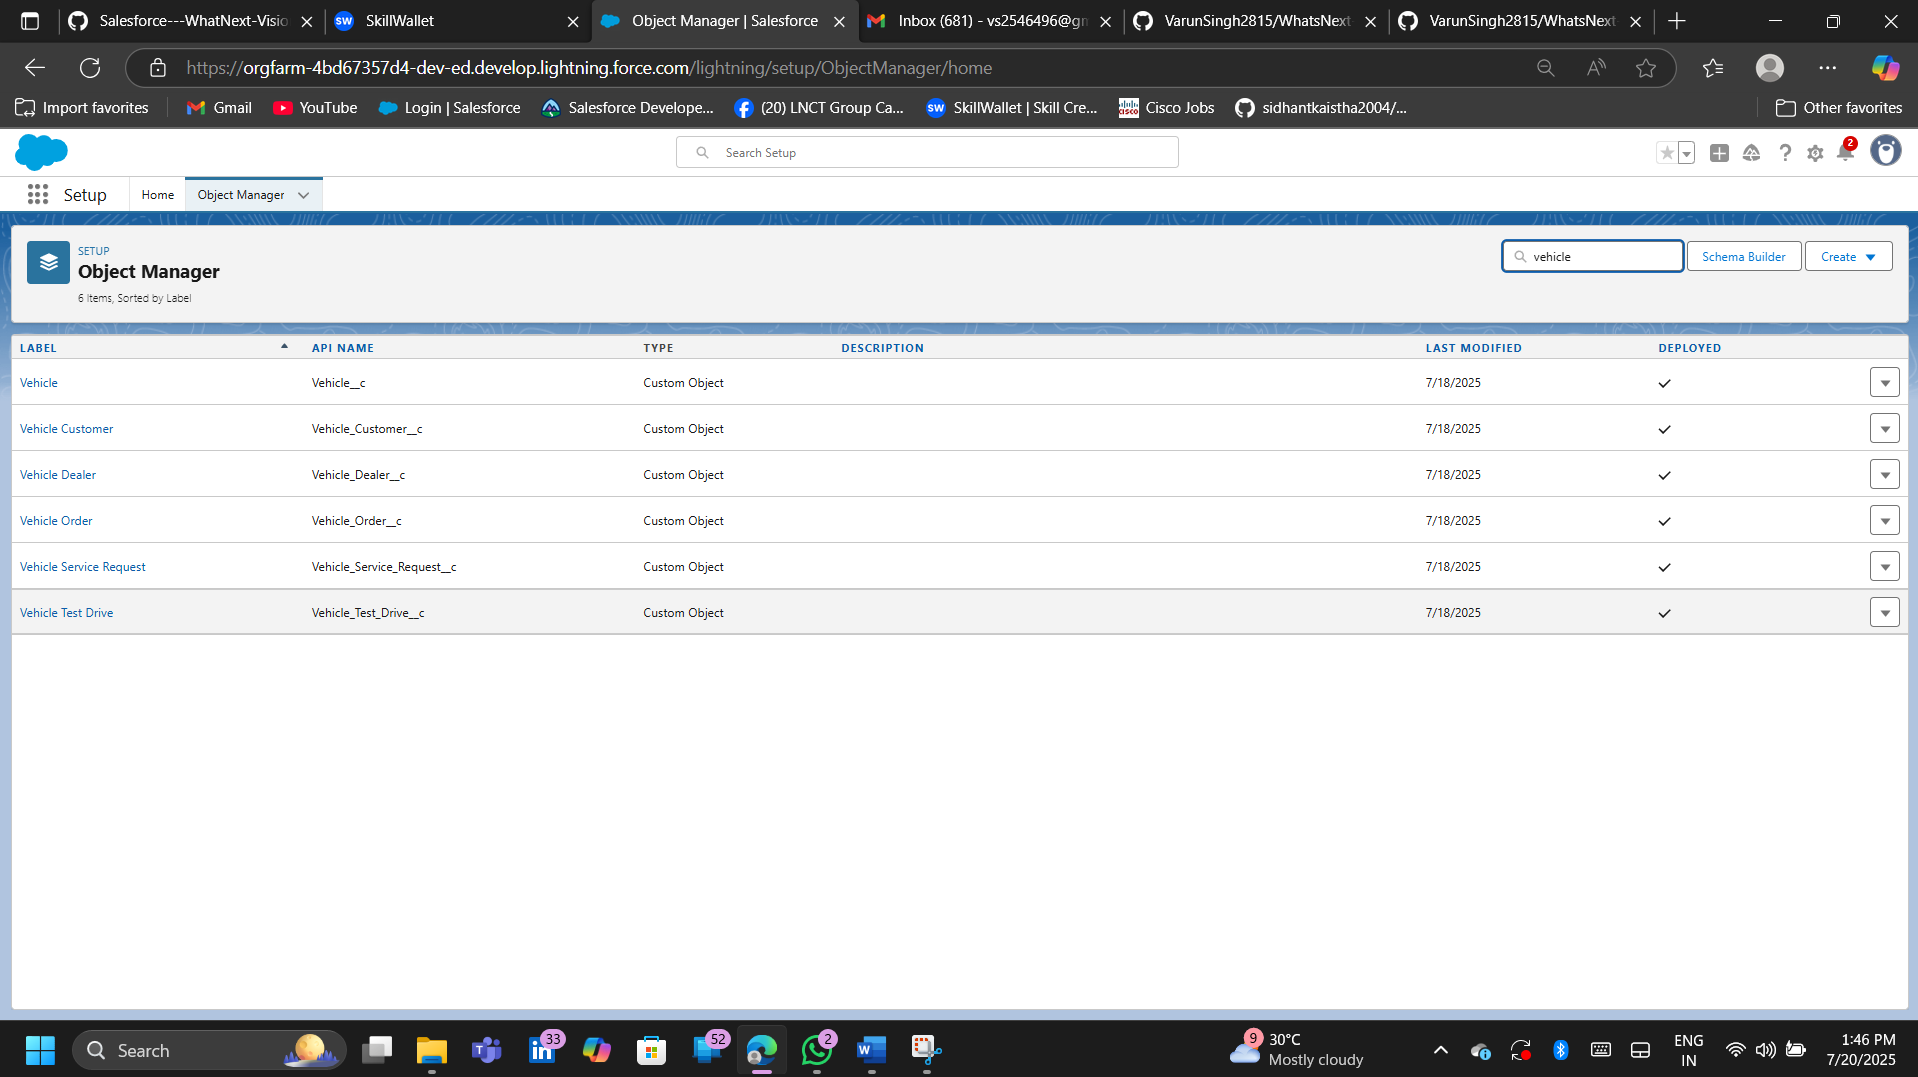 Salesforce---WhatNext-Visio
SkillWallet
Object Manager | Salesforce
Inbox (681) - vs2546496@gm
VarunSingh2815/WhatsNext-
VarunSingh2815/WhatsNext-
https://orgfarm-4bd67357d4-dev-ed.develop.lightning.force.com/lightning/setup/ObjectManager/home
Import favorites
Gmail
YouTube
Login | Salesforce
Salesforce Develope...
(20) LNCT Group Ca...
SkillWallet | Skill Cre...
Cisco Jobs
sidhantkaistha2004/...
Other favorites
Search Setup
2
Setup
Home
Object Manager
SETUP
Object Manager
6 Items, Sorted by Label
vehicle
Schema Builder
Create
LABEL API NAME TYPE DESCRIPTION LAST MODIFIED DEPLOYED
Vehicle Vehicle__c Custom Object 7/18/2025
Vehicle Customer Vehicle_Customer__c Custom Object 7/18/2025
Vehicle Dealer Vehicle_Dealer__c Custom Object 7/18/2025
Vehicle Order Vehicle_Order__c Custom Object 7/18/2025
Vehicle Service Request Vehicle_Service_Request__c Custom Object 7/18/2025
Vehicle Test Drive Vehicle_Test_Drive__c Custom Object 7/18/2025
Search
33
52
2
9
30°C
Mostly cloudy
ENG
IN
1:46 PM
7/20/2025